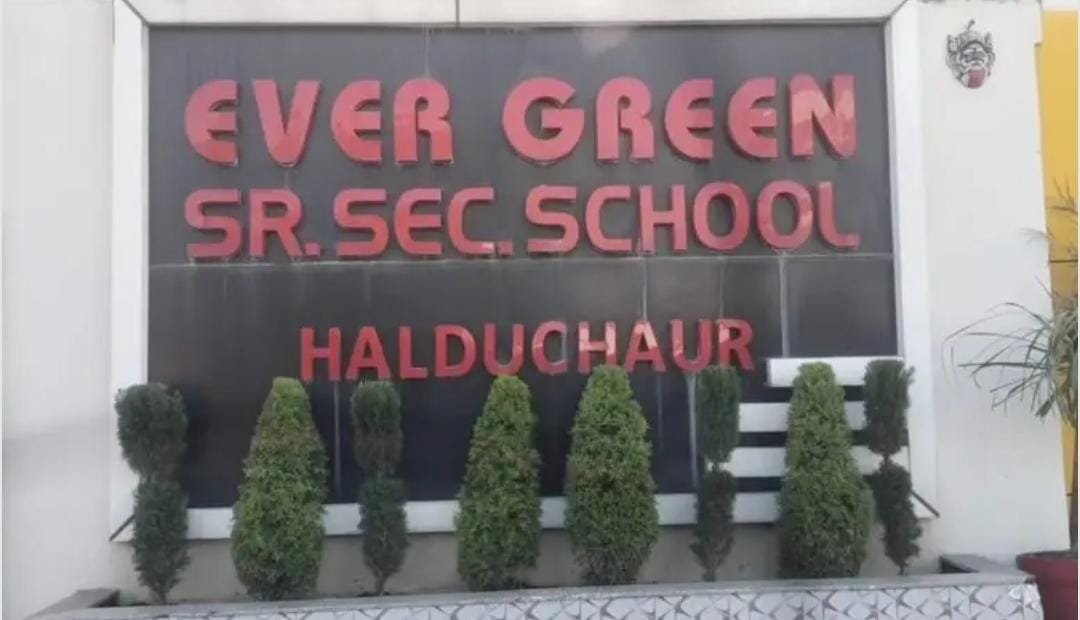 EVER GREEN
SR. SEC. SCHOOL
HALDUCHAUR